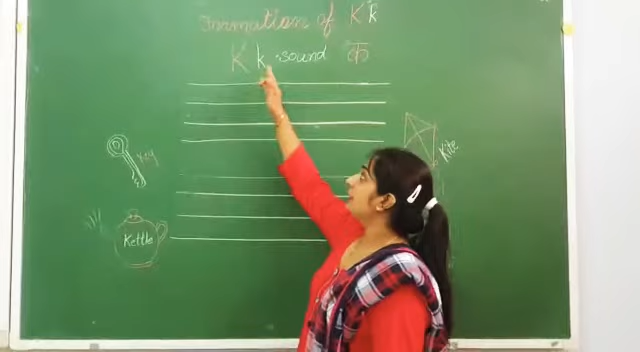 Formation of K k
K k sound क
Key
Kite
Kettle